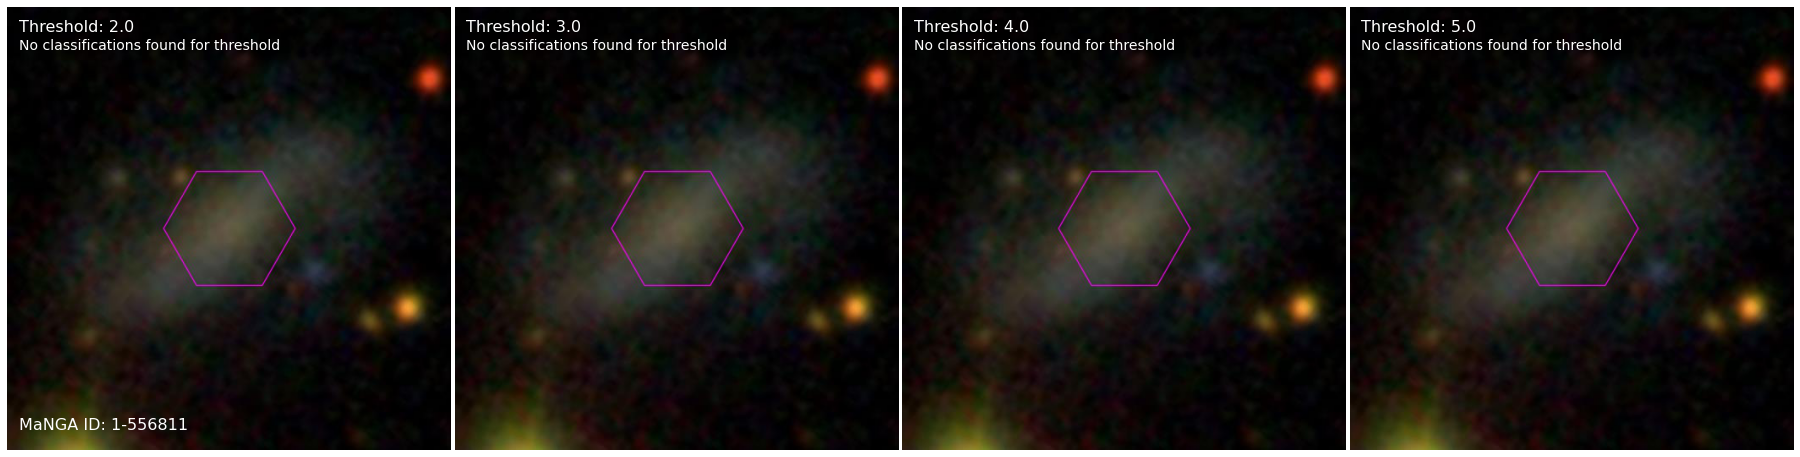 Threshold: 2.0
No classifications found for threshold
MaNGA ID: 1-556811
Threshold: 3.0
No classifications found for threshold
Threshold: 4.0
No classifications found for threshold
Threshold: 5.0
No classifications found for threshold